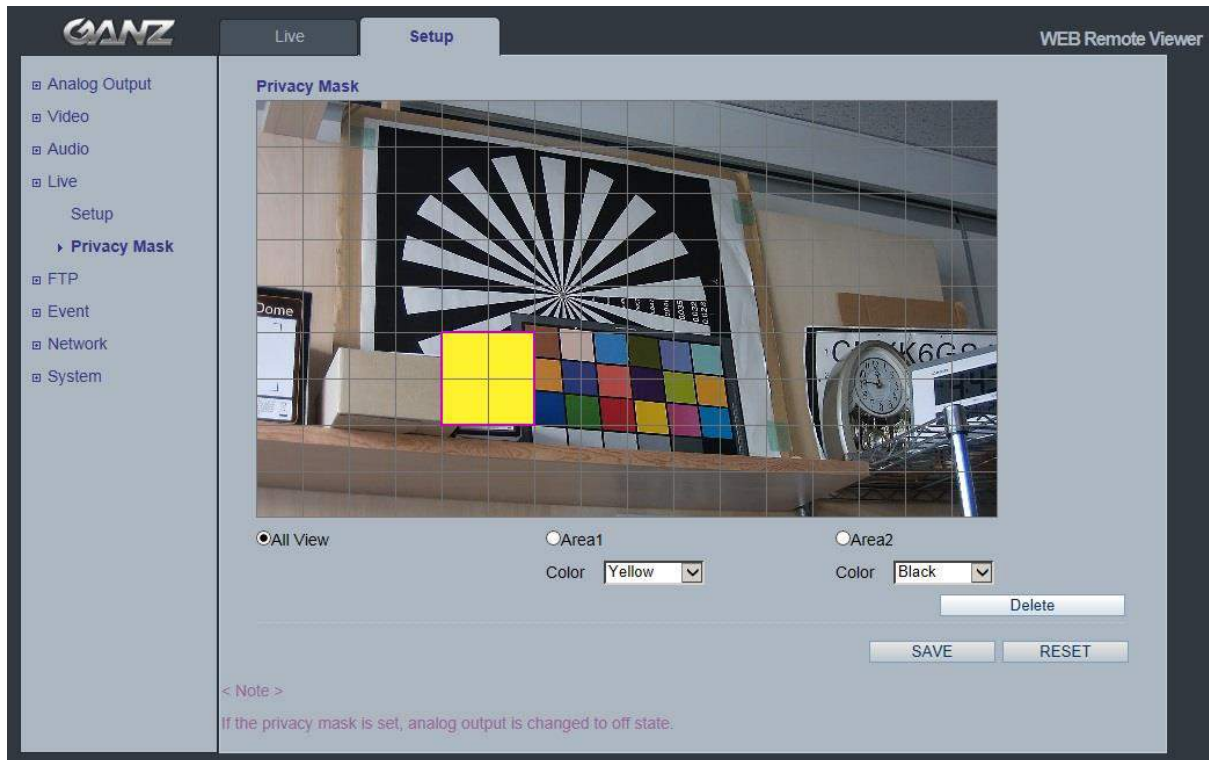 GANZ
Live
Setup
WEB Remote Viewer
Analog Output
Video
Audio
Live
Setup
Privacy Mask
FTP
Event
Network
System
Privacy Mask
Dome
All View
Area1
Area2
Color Yellow
Color Black
Delete
SAVE
RESET
< Note >
If the privacy mask is set, analog output is changed to off state.